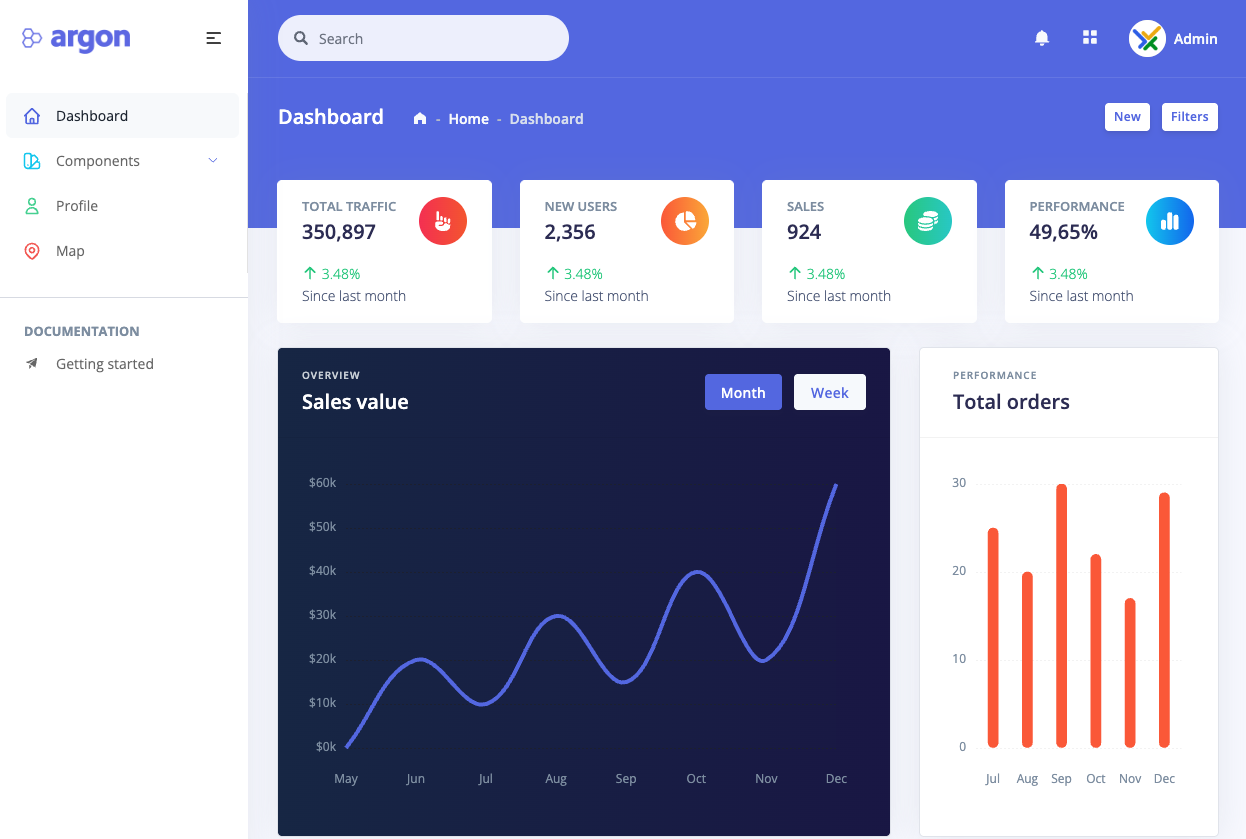 argon
Search
Admin
Dashboard
Components
Profile
Map
DOCUMENTATION
Getting started
Dashboard - Home - Dashboard
New Filters
TOTAL TRAFFIC
350,897
3.48%
Since last month
NEW USERS
2,356
3.48%
Since last month
SALES
924
3.48%
Since last month
PERFORMANCE
49,65%
3.48%
Since last month
OVERVIEW
Sales value
Month Week
$60k
$50k
$40k
$30k
$20k
$10k
$0k
May Jun Jul Aug Sep Oct Nov Dec
PERFORMANCE
Total orders
30
20
10
0
Jul Aug Sep Oct Nov Dec